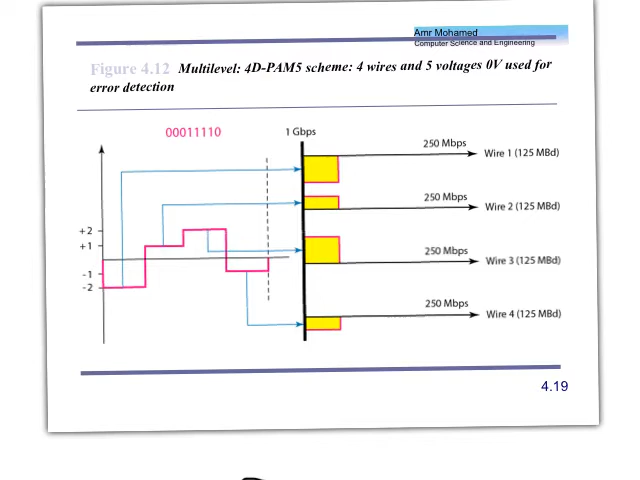 Amr Mohamed
Computer Science and Engineering
Figure 4.12 Multilevel: 4D-PAM5 scheme: 4 wires and 5 voltages 0V used for
error detection
00011110
1 Gbps
250 Mbps
Wire 1 (125 MBd)
250 Mbps
Wire 2 (125 MBd)
+2
+1
250 Mbps
Wire 3 (125 MBd)
-1
-2
250 Mbps
Wire 4 (125 MBd)
4.19